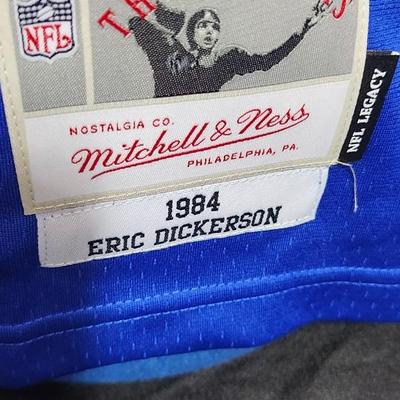 NFL
NOSTALGIA CO.
Mitchell & Ness
PHILADELPHIA, PA.
NFL LEGACY
1984
ERIC DICKERSON